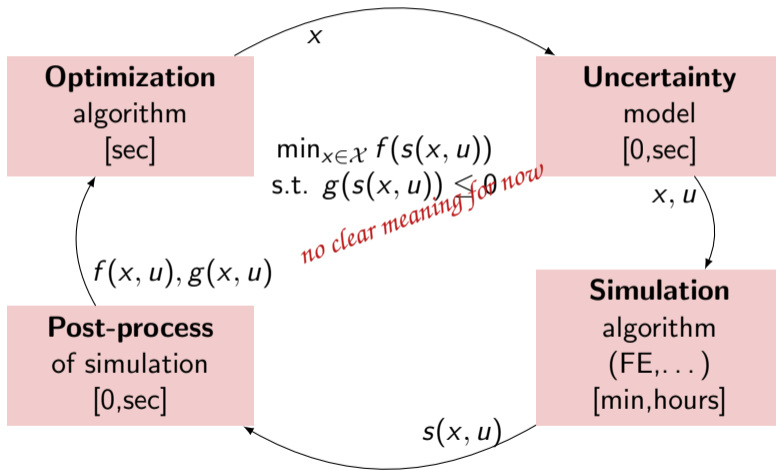 x
Optimization
algorithm
[sec]
Uncertainty
model
[0,sec]
min_{x∈𝒳} f(s(x, u))
s.t. g(s(x, u)) ≤ 0
no clear meaning for now
x, u
f(x, u), g(x, u)
Simulation
algorithm
(FE,...)
[min,hours]
Post-process
of simulation
[0,sec]
s(x, u)